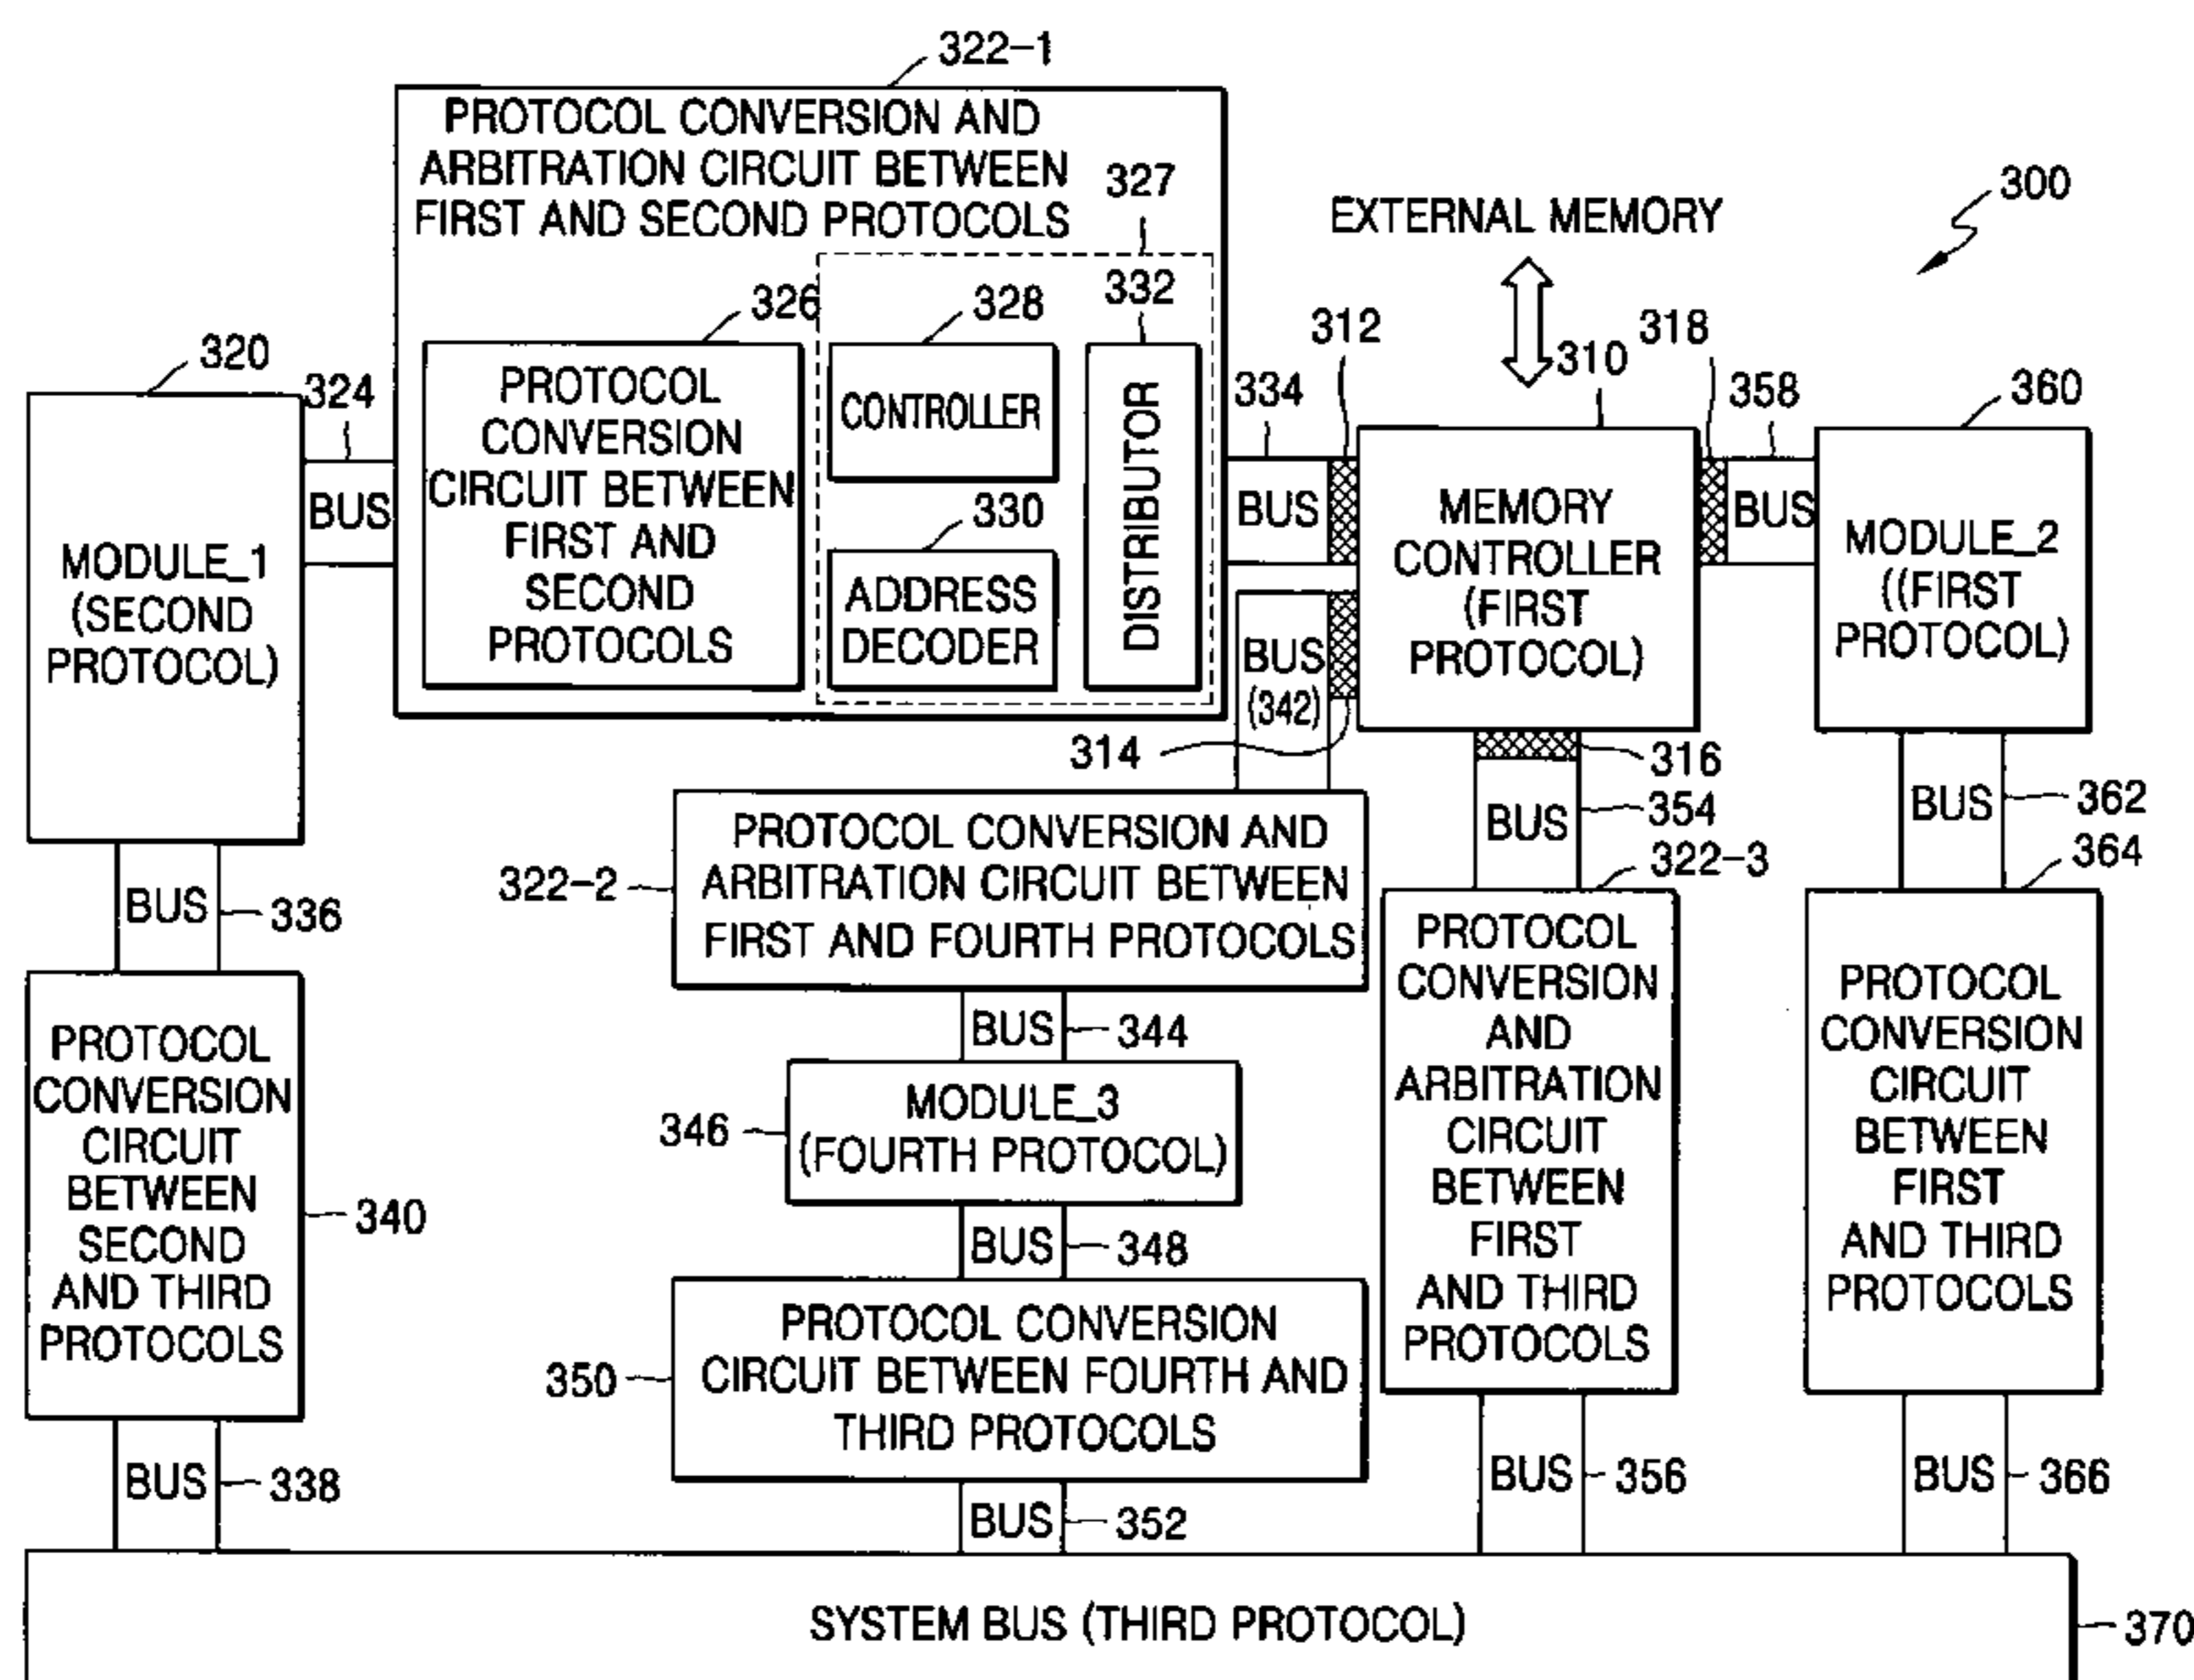 322-1
PROTOCOL CONVERSION AND
ARBITRATION CIRCUIT BETWEEN
FIRST AND SECOND PROTOCOLS
327
300
EXTERNAL MEMORY
326
328
332
312
310
318
320
324
334
358
360
PROTOCOL
CONVERSION
CIRCUIT BETWEEN
FIRST AND
SECOND
PROTOCOLS
CONTROLLER
330
ADDRESS
DECODER
DISTRIBUTOR
BUS
BUS
BUS
MODULE_1
(SECOND
PROTOCOL)
MEMORY
CONTROLLER
(FIRST
PROTOCOL)
MODULE_2
((FIRST
PROTOCOL)
BUS
(342)
314
316
BUS
354
BUS
362
322-2
PROTOCOL CONVERSION AND
ARBITRATION CIRCUIT BETWEEN
FIRST AND FOURTH PROTOCOLS
322-3
364
BUS
336
PROTOCOL
CONVERSION
AND
ARBITRATION
CIRCUIT
BETWEEN
FIRST
AND THIRD
PROTOCOLS
PROTOCOL
CONVERSION
CIRCUIT
BETWEEN
FIRST
AND THIRD
PROTOCOLS
BUS
344
PROTOCOL
CONVERSION
CIRCUIT
BETWEEN
SECOND
AND THIRD
PROTOCOLS
340
346
MODULE_3
(FOURTH PROTOCOL)
BUS
348
350
PROTOCOL CONVERSION
CIRCUIT BETWEEN FOURTH AND
THIRD PROTOCOLS
BUS
338
BUS
352
BUS
356
BUS
366
SYSTEM BUS (THIRD PROTOCOL)
370